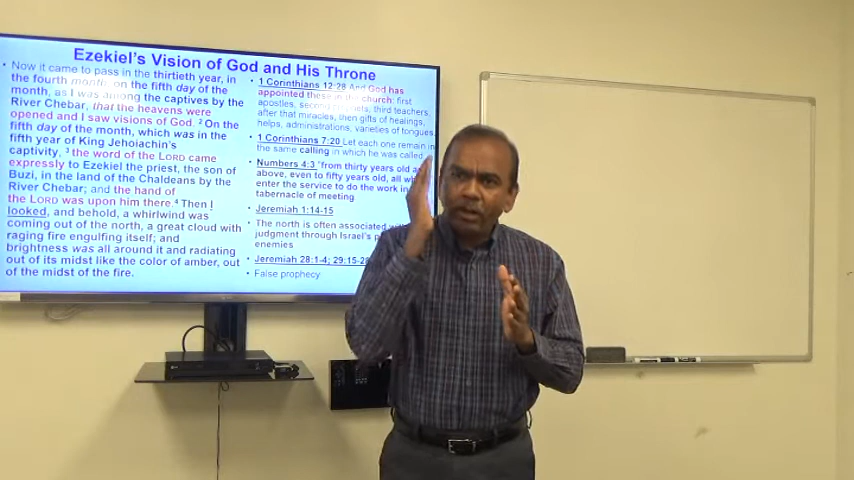 Ezekiel's Vision of God and His Throne
• Now it came to pass in the thirtieth year, in
the fourth month, on the fifth day of the
month, as I was among the captives by the
River Chebar, that the heavens were
opened and I saw visions of God. 2 On the
fifth day of the month, which was in the
fifth year of King Jehoiachin's
captivity, 3 the word of the LORD came
expressly to Ezekiel the priest, the son of
Buzi, in the land of the Chaldeans by the
River Chebar; and the hand of
the LORD was upon him there. 4 Then I
looked, and behold, a whirlwind was
coming out of the north, a great cloud with
raging fire engulfing itself; and
brightness was all around it and radiating
out of its midst like the color of amber, out
of the midst of the fire.
• 1 Corinthians 12:28 And God has
appointed these in the church: first
apostles, second prophets, third teachers,
after that miracles, then gifts of healings,
helps, administrations, varieties of tongues.
• 1 Corinthians 7:20 Let each one remain in
the same calling in which he was called.
• Numbers 4:3 "from thirty years old
above, even to fifty years old, all
enter the service to do the work in
tabernacle of meeting
• Jeremiah 1:14-15
• The north is often associated
judgment through Israel's
enemies
• Jeremiah 28:1-4; 29:15-
• False prophecy